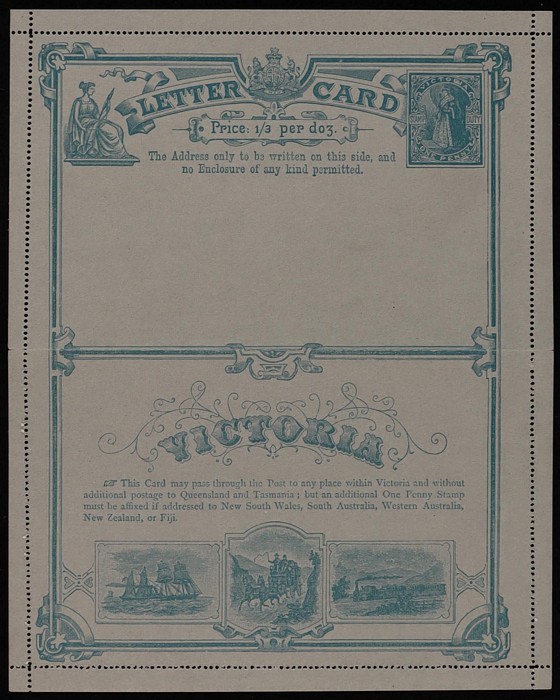 LETTER CARD
VICTORIA
STAMP DUTY
ONE PENNY
Price: 1/3 per doz.
The Address only to be written on this side, and
no Enclosure of any kind permitted.
VICTORIA
☞ This Card may pass through the Post to any place within Victoria and without
additional postage to Queensland and Tasmania; but an additional One Penny Stamp
must be affixed if addressed to New South Wales, South Australia, Western Australia,
New Zealand, or Fiji.